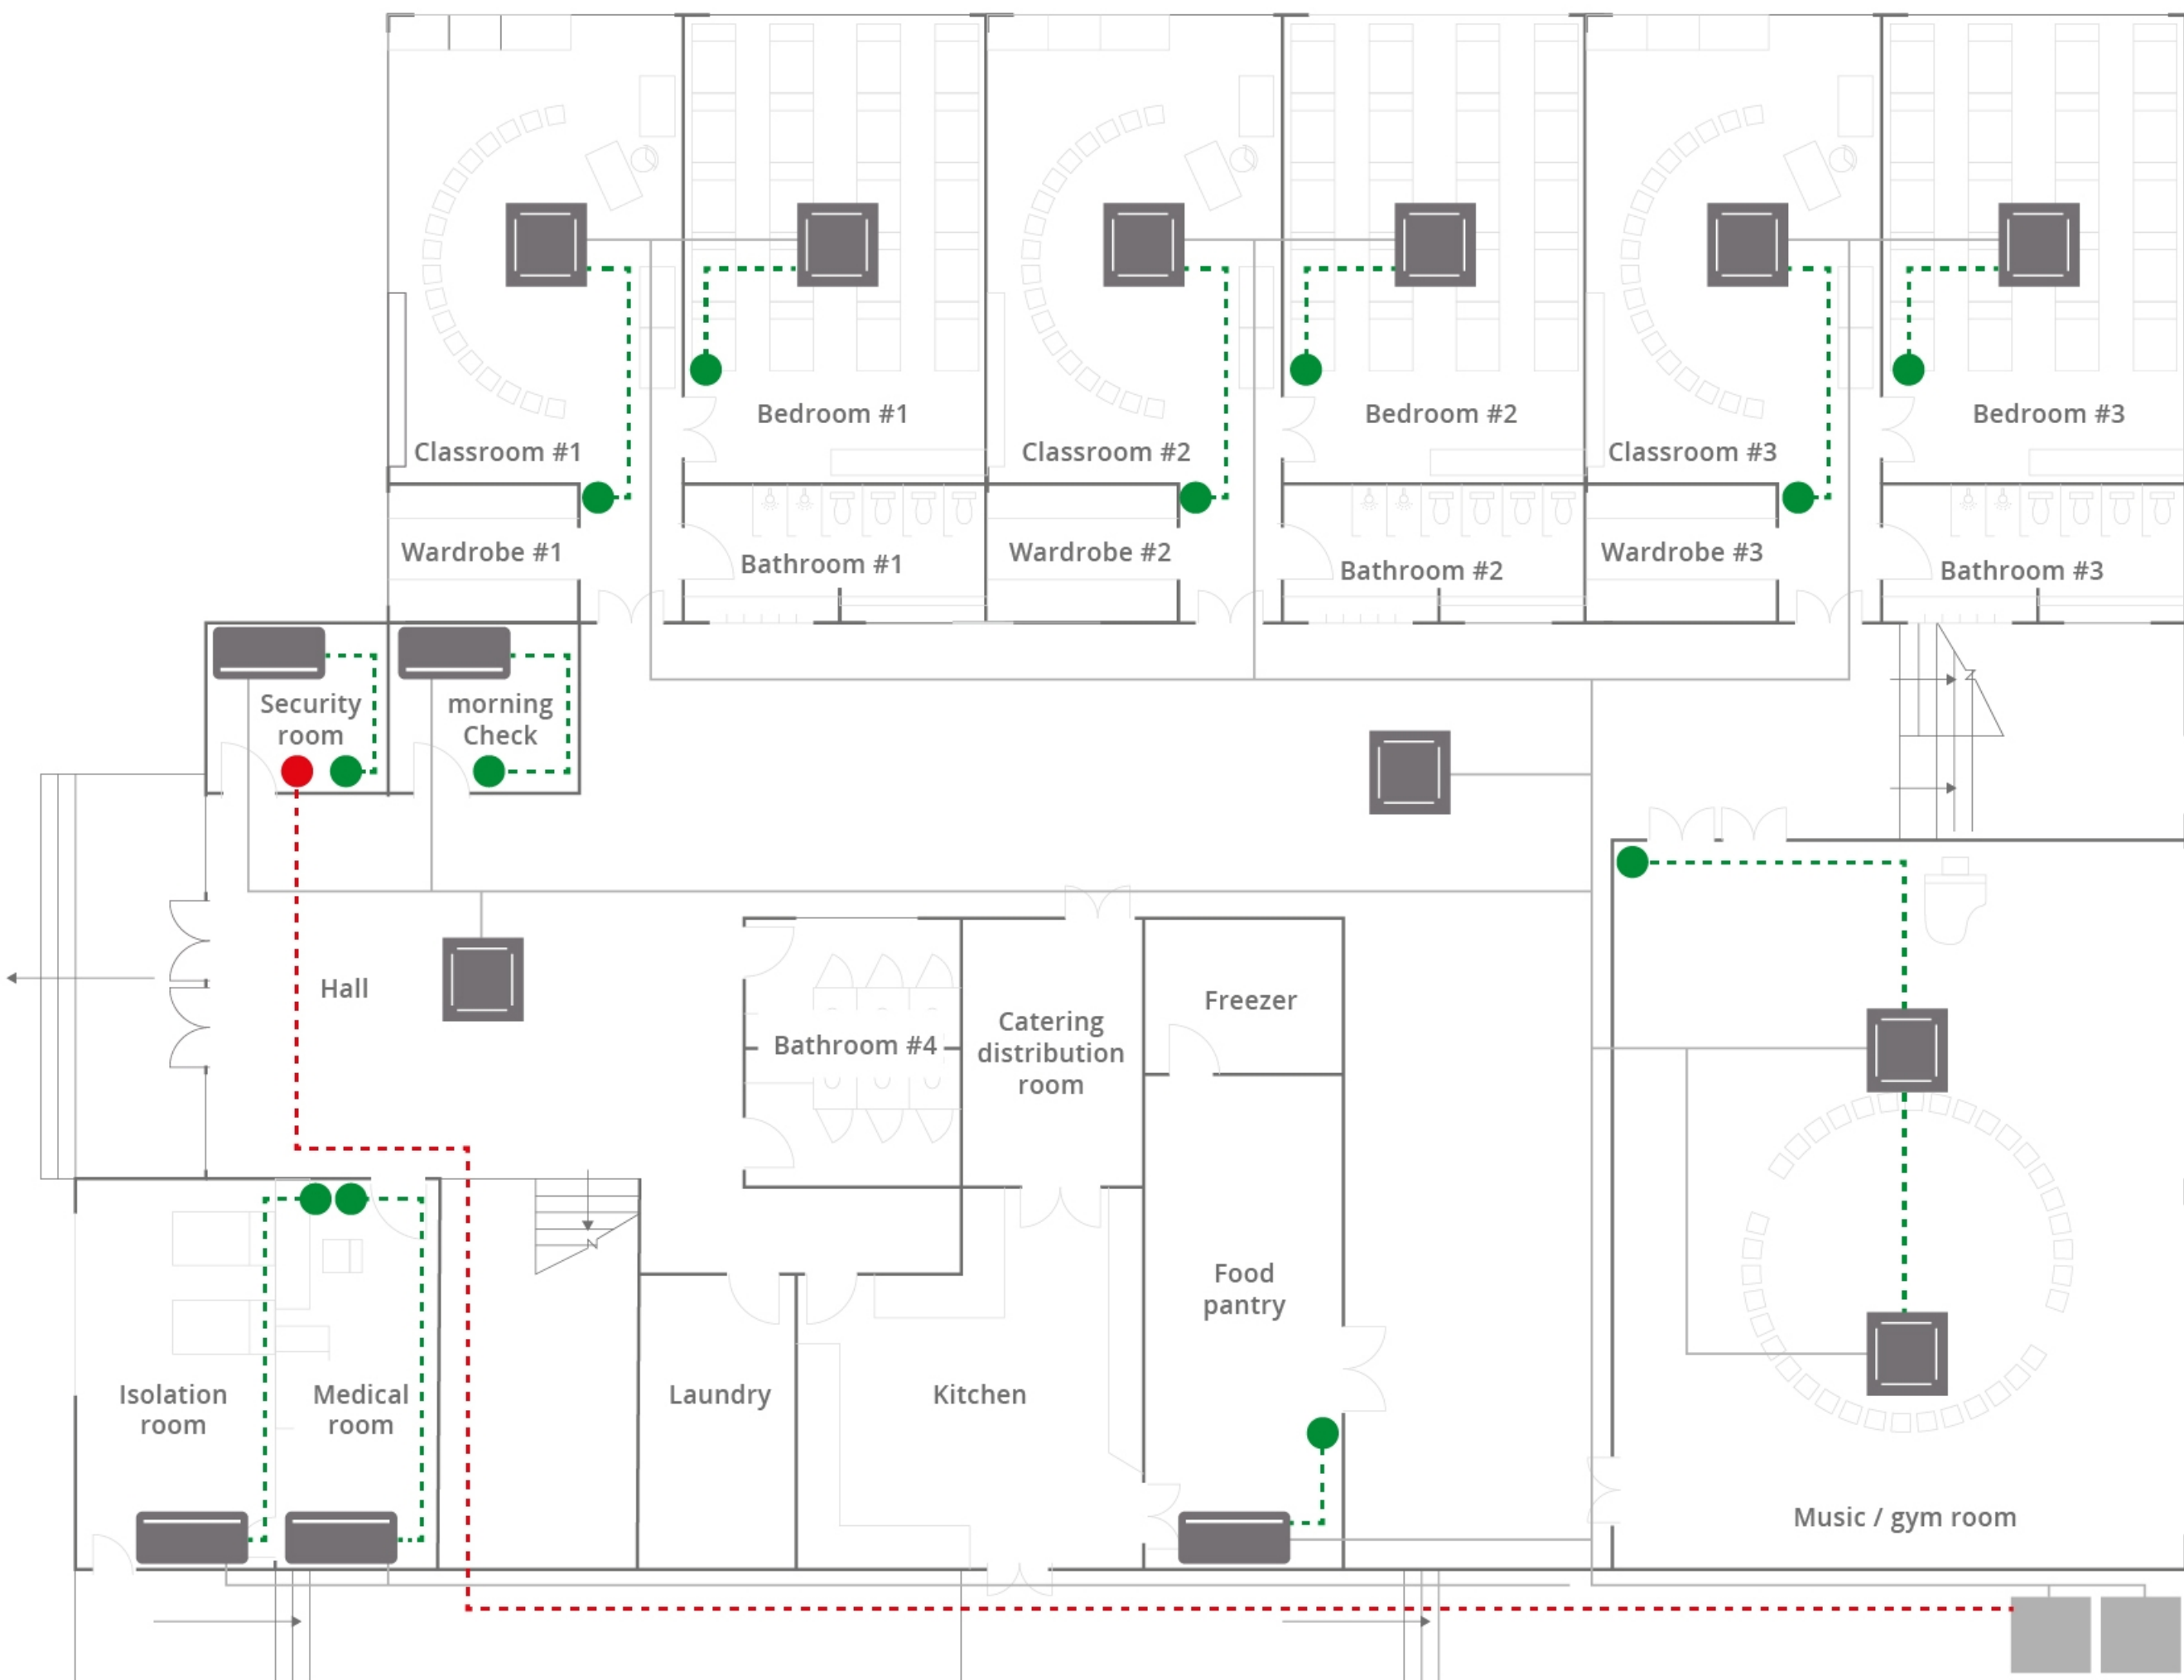 Bedroom #1
Bedroom #2
Bedroom #3
Classroom #1
Classroom #2
Classroom #3
Wardrobe #1
Bathroom #1
Wardrobe #2
Bathroom #2
Wardrobe #3
Bathroom #3
Security
room
morning
Check
Hall
Bathroom #4
Catering
distribution
room
Freezer
Food
pantry
Isolation
room
Medical
room
Laundry
Kitchen
Music / gym room